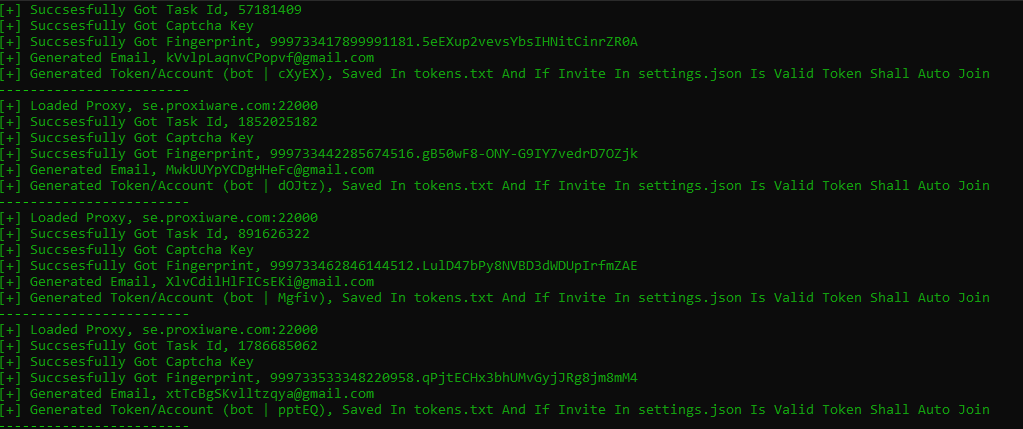 [+] Succsesfully Got Task Id, 57181409
[+] Succsesfully Got Captcha Key
[+] Succsesfully Got Fingerprint, 999733417899991181.5eEXup2vevsYbsIHNitCinrZR0A
[+] Generated Email, kVvlpLaqnvCPopvf@gmail.com
[+] Generated Token/Account (bot | cXyEX), Saved In tokens.txt And If Invite In settings.json Is Valid Token Shall Auto Join
------------------------
[+] Loaded Proxy, se.proxiware.com:22000
[+] Succsesfully Got Task Id, 1852025182
[+] Succsesfully Got Captcha Key
[+] Succsesfully Got Fingerprint, 999733442285674516.gB50wF8-ONY-G9IY7vedrD7OZjk
[+] Generated Email, MwkUUYpYCDgHHeFc@gmail.com
[+] Generated Token/Account (bot | dOJtz), Saved In tokens.txt And If Invite In settings.json Is Valid Token Shall Auto Join
------------------------
[+] Loaded Proxy, se.proxiware.com:22000
[+] Succsesfully Got Task Id, 891626322
[+] Succsesfully Got Captcha Key
[+] Succsesfully Got Fingerprint, 999733462846144512.LulD47bPy8NVBD3dWDUpIrfmZAE
[+] Generated Email, XlvCdilHlFICsEKi@gmail.com
[+] Generated Token/Account (bot | Mgfiv), Saved In tokens.txt And If Invite In settings.json Is Valid Token Shall Auto Join
------------------------
[+] Loaded Proxy, se.proxiware.com:22000
[+] Succsesfully Got Task Id, 1786685062
[+] Succsesfully Got Captcha Key
[+] Succsesfully Got Fingerprint, 999733533348220958.qPjtECHx3bhUMvGyjJRg8jm8mM4
[+] Generated Email, xtTcBgSKvlltzqya@gmail.com
[+] Generated Token/Account (bot | pptEQ), Saved In tokens.txt And If Invite In settings.json Is Valid Token Shall Auto Join
------------------------